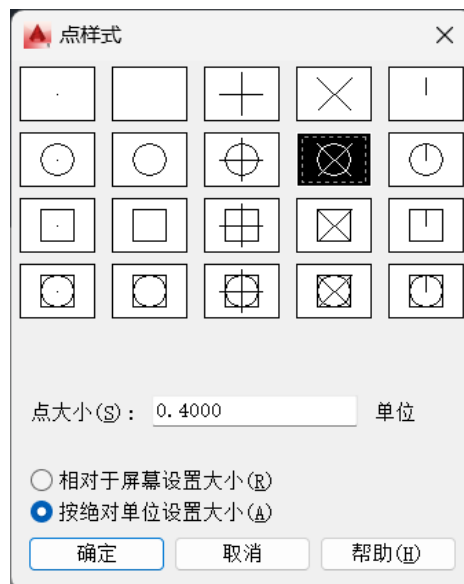 点样式
点大小(S): 0.4000 单位
相对于屏幕设置大小(R)
按绝对单位设置大小(A)
确定 取消 帮助(H)